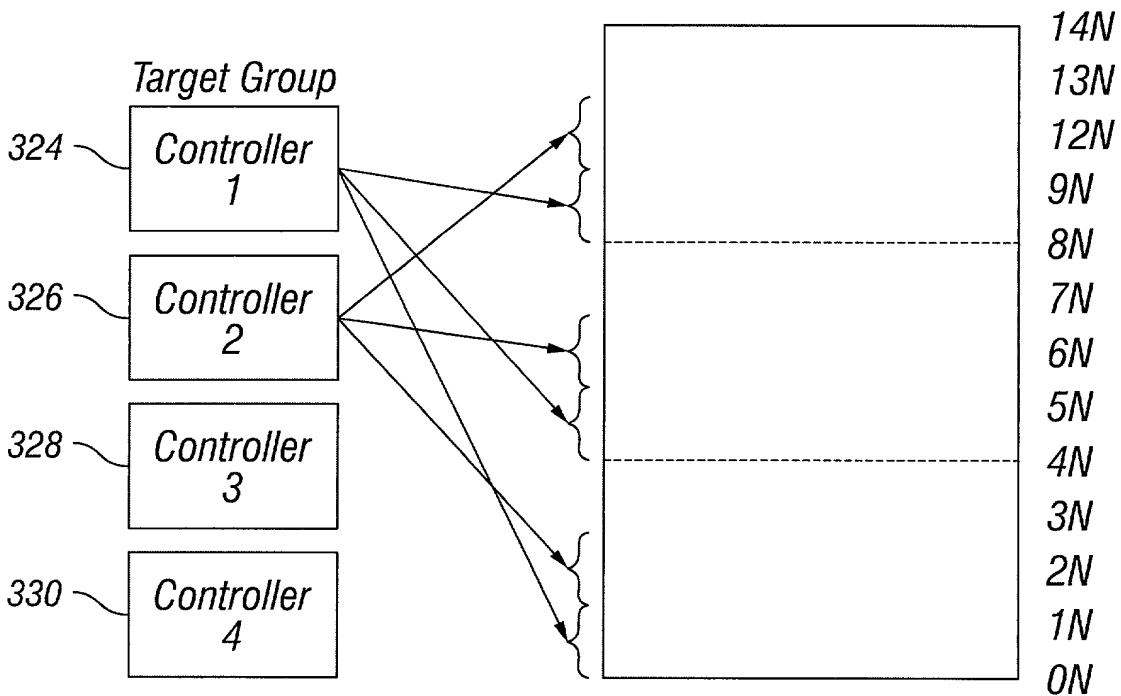 Target Group
324
Controller
1
326
Controller
2
328
Controller
3
330
Controller
4
14N
13N
12N
9N
8N
7N
6N
5N
4N
3N
2N
1N
0N